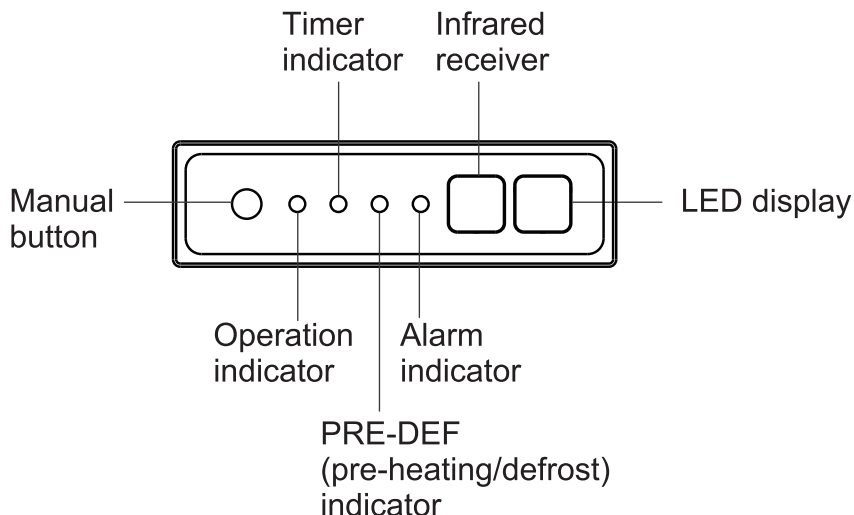 Timer
indicator
Infrared
receiver
Manual
button
LED display
Operation
indicator
Alarm
indicator
PRE-DEF
(pre-heating/defrost)
indicator